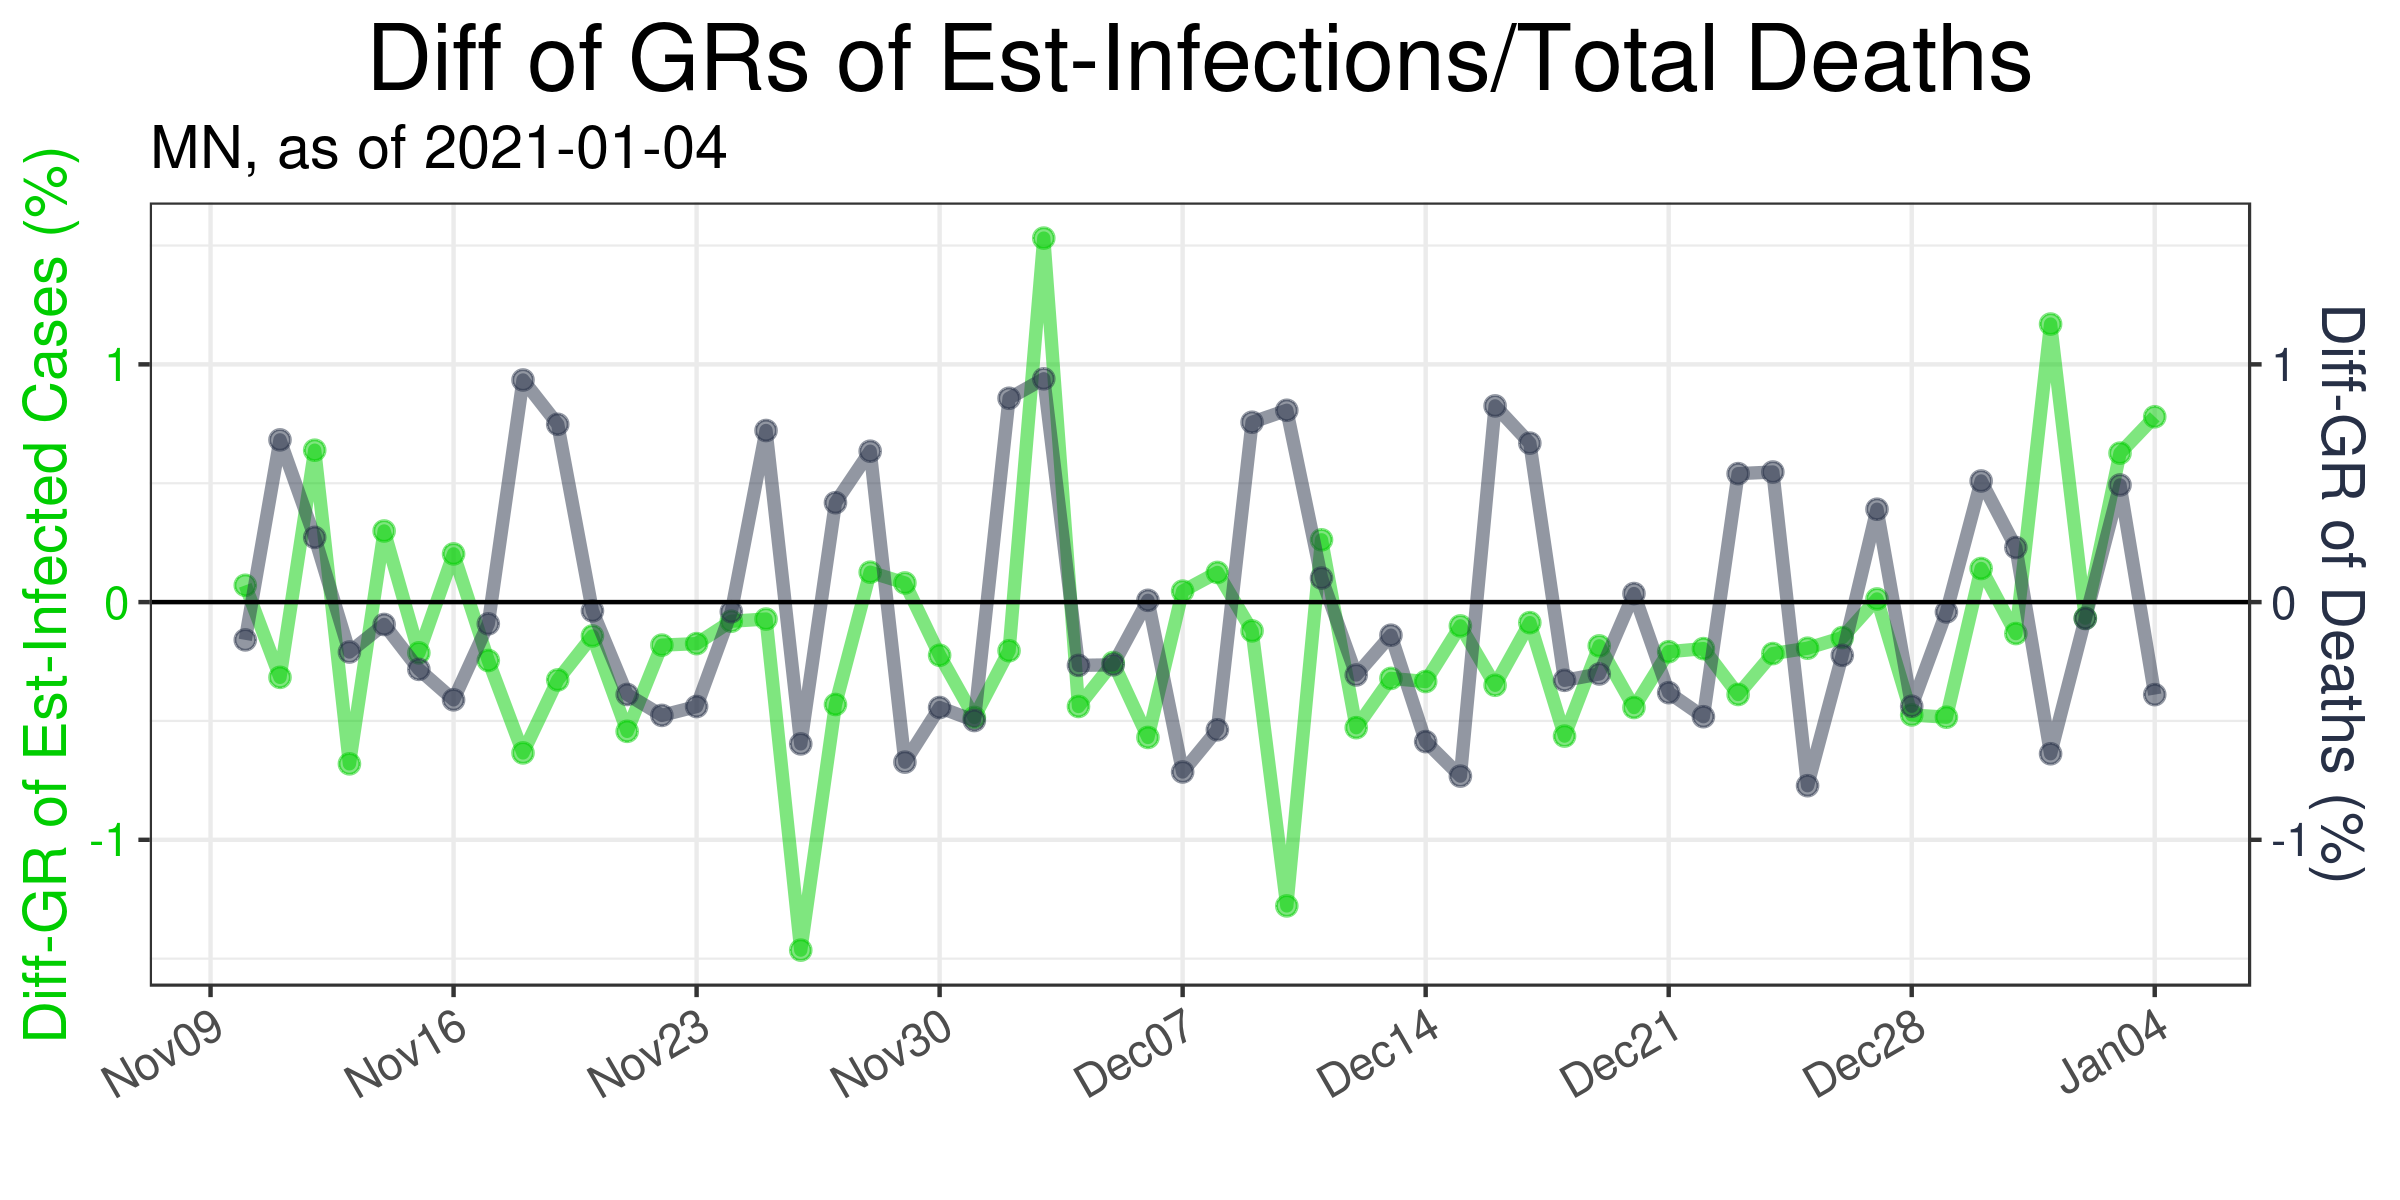 Diff of GRs of Est-Infections/Total Deaths
MN, as of 2021-01-04
Diff-GR of Est-Infected Cases (%)
1
0
-1
1
0
-1
Diff-GR of Deaths (%)
Nov09
Nov16
Nov23
Nov30
Dec07
Dec14
Dec21
Dec28
Jan04